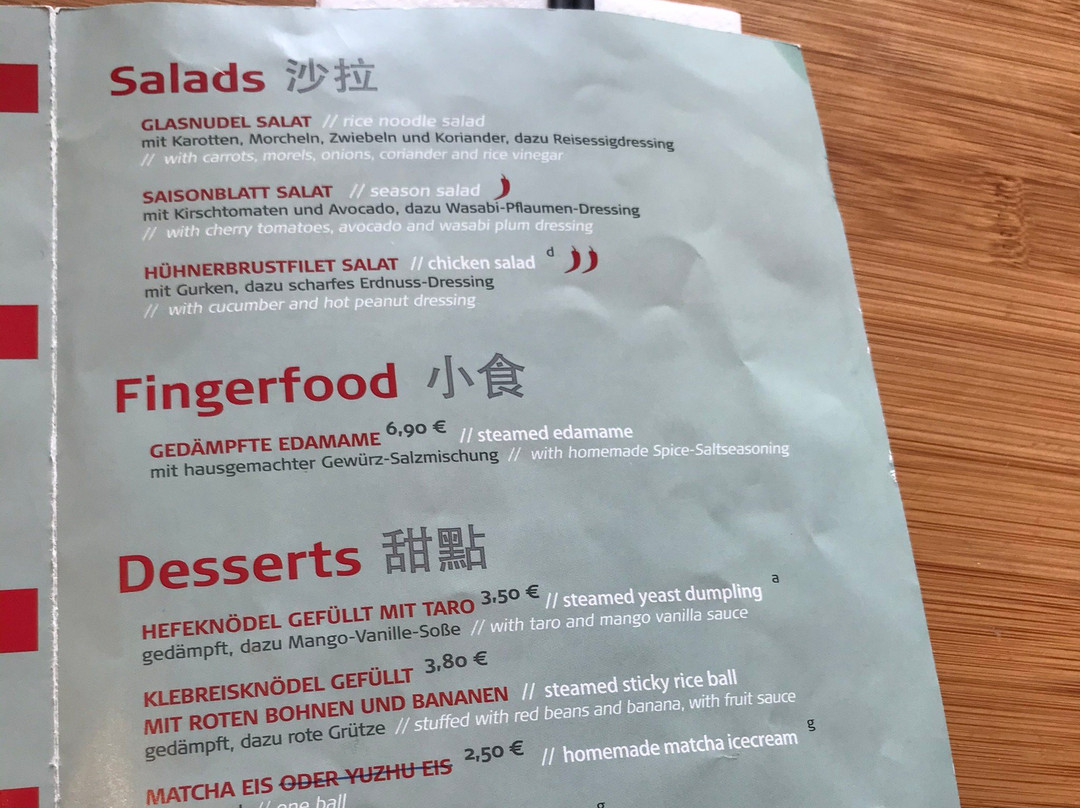 Salads 沙拉
GLASNUDEL SALAT // rice noodle salad
mit Karotten, Morcheln, Zwiebeln und Koriander, dazu Reisessigdressing
// with carrots, morels, onions, coriander and rice vinegar
SAISONBLATT SALAT // season salad
mit Kirschtomaten und Avocado, dazu Wasabi-Pflaumen-Dressing
// with cherry tomatoes, avocado and wasabi plum dressing
HÜHNERBRUSTFILET SALAT // chicken salad d
mit Gurken, dazu scharfes Erdnuss-Dressing
// with cucumber and hot peanut dressing
Fingerfood 小食
GEDÄMPFTE EDAMAME 6,90 € // steamed edamame
mit hausgemachter Gewürz-Salzmischung // with homemade Spice-Saltseasoning
Desserts 甜點
HEFEKNÖDEL GEFÜLLT MIT TARO 3,50 € // steamed yeast dumpling a
gedämpft, dazu Mango-Vanille-Soße // with taro and mango vanilla sauce
KLEBREISKNÖDEL GEFÜLLT 3,80 €
MIT ROTEN BOHNEN UND BANANEN // steamed sticky rice ball
gedämpft, dazu rote Grütze // stuffed with red beans and banana, with fruit sauce
MATCHA EIS ODER YUZHU EIS 2,50 € // homemade matcha icecream g
// one ball